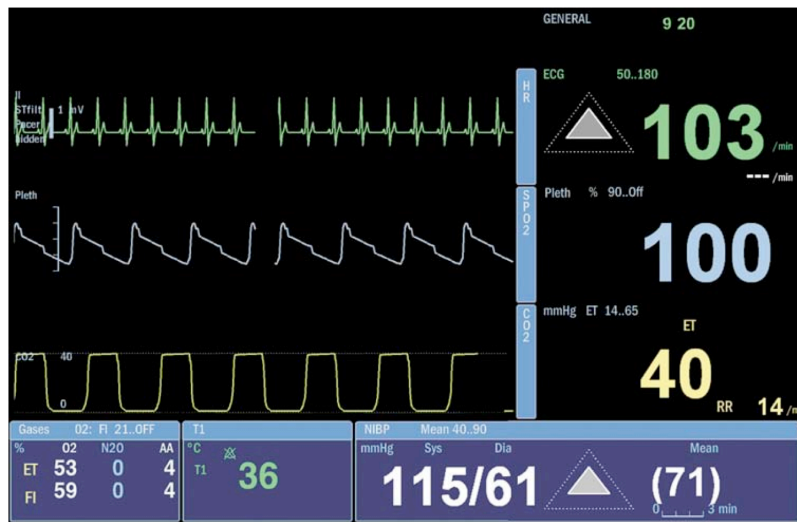 GENERAL 9 20
II
STfilt 1 mV
Pacer
hidden
HR
ECG 50..180
103 /min
--- /min
Pleth
SPO2
Pleth % 90..Off
100
CO2 40
0
CO2
mmHg ET 14..65
ET
40
RR 14
Gases 02: Fi 21..OFF
% O2 N2O AA
ET 53 0 4
FI 59 0 4
T1
°C
T1 36
NIBP Mean 40..90
mmHg Sys Dia Mean
115/61 (71)
0 3 min